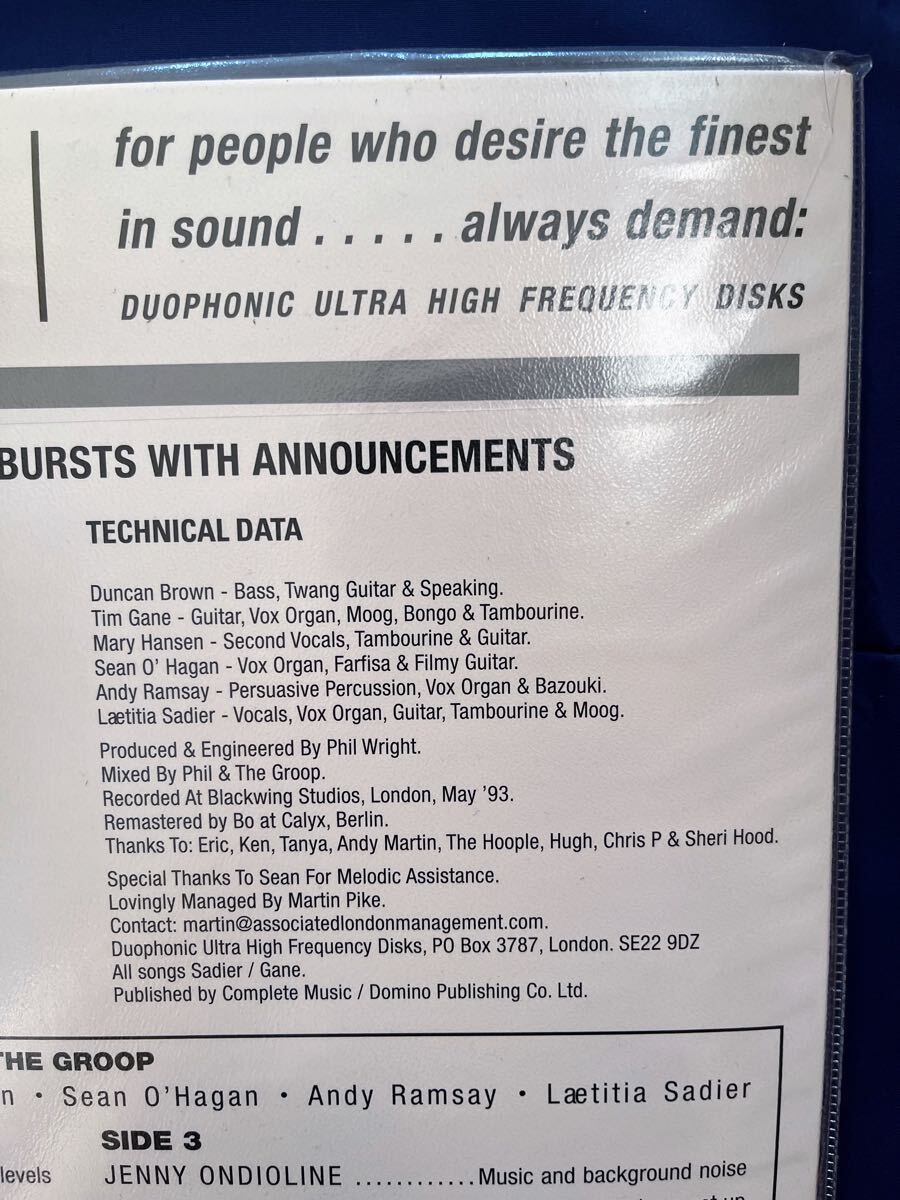 for people who desire the finest
in sound . . . . . always demand:
DUOPHONIC ULTRA HIGH FREQUENCY DISKS
BURSTS WITH ANNOUNCEMENTS
TECHNICAL DATA
Duncan Brown - Bass, Twang Guitar & Speaking.
Tim Gane - Guitar, Vox Organ, Moog, Bongo & Tambourine.
Mary Hansen - Second Vocals, Tambourine & Guitar.
Sean O' Hagan - Vox Organ, Farfisa & Filmy Guitar.
Andy Ramsay - Persuasive Percussion, Vox Organ & Bazouki.
Lætitia Sadier - Vocals, Vox Organ, Guitar, Tambourine & Moog.
Produced & Engineered By Phil Wright.
Mixed By Phil & The Groop.
Recorded At Blackwing Studios, London, May '93.
Remastered by Bo at Calyx, Berlin.
Thanks To: Eric, Ken, Tanya, Andy Martin, The Hoople, Hugh, Chris P & Sheri Hood.
Special Thanks To Sean For Melodic Assistance.
Lovingly Managed By Martin Pike.
Contact: martin@associatedlondonmanagement.com.
Duophonic Ultra High Frequency Disks, PO Box 3787, London. SE22 9DZ
All songs Sadier / Gane.
Published by Complete Music / Domino Publishing Co. Ltd.
THE GROOP
n • Sean O'Hagan • Andy Ramsay • Lætitia Sadier
SIDE 3
levels JENNY ONDIOLINE ............Music and background noise